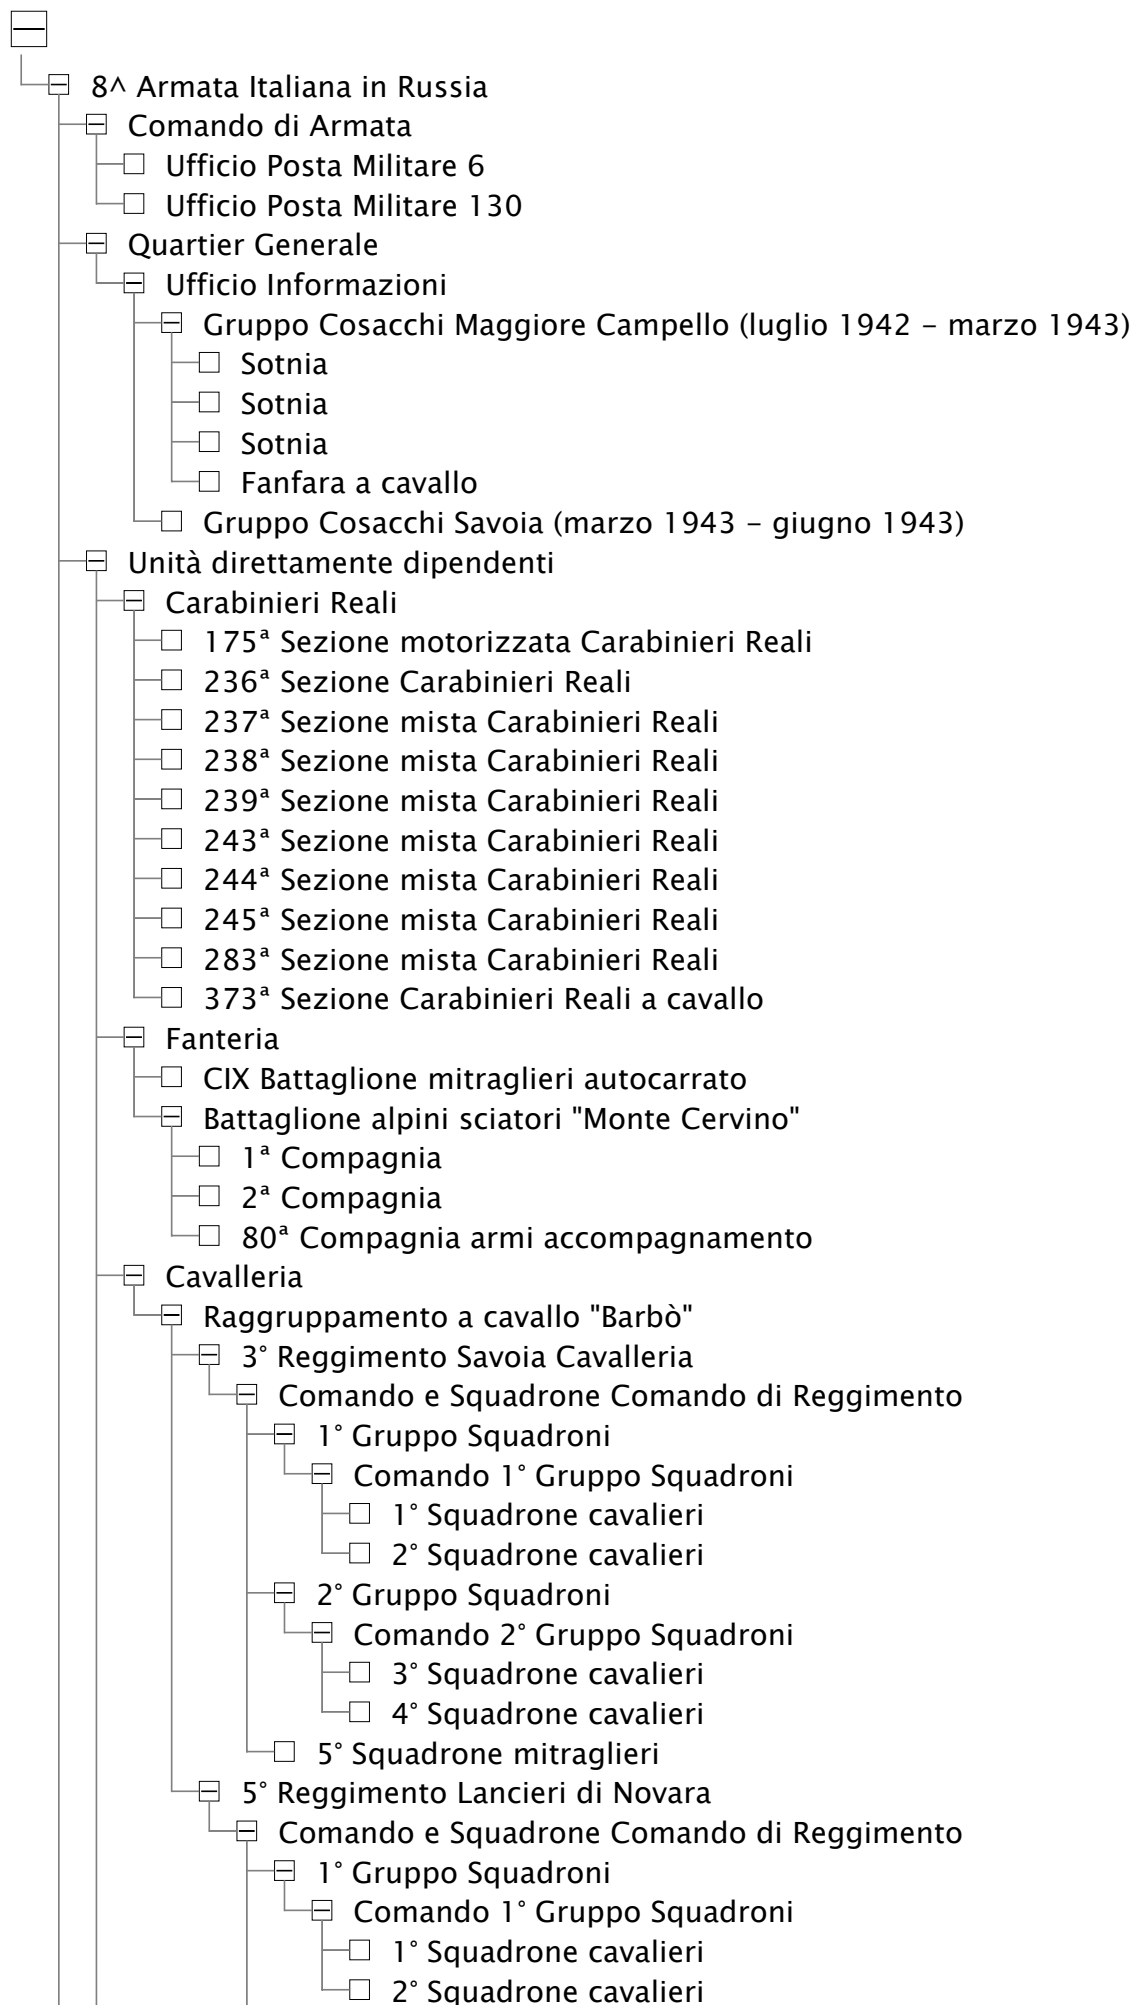 8^ Armata Italiana in Russia
Comando di Armata
Ufficio Posta Militare 6
Ufficio Posta Militare 130
Quartier Generale
Ufficio Informazioni
Gruppo Cosacchi Maggiore Campello (luglio 1942 - marzo 1943)
Sotnia
Sotnia
Sotnia
Fanfara a cavallo
Gruppo Cosacchi Savoia (marzo 1943 - giugno 1943)
Unità direttamente dipendenti
Carabinieri Reali
175ª Sezione motorizzata Carabinieri Reali
236ª Sezione Carabinieri Reali
237ª Sezione mista Carabinieri Reali
238ª Sezione mista Carabinieri Reali
239ª Sezione mista Carabinieri Reali
243ª Sezione mista Carabinieri Reali
244ª Sezione mista Carabinieri Reali
245ª Sezione mista Carabinieri Reali
283ª Sezione mista Carabinieri Reali
373ª Sezione Carabinieri Reali a cavallo
Fanteria
CIX Battaglione mitraglieri autocarrato
Battaglione alpini sciatori "Monte Cervino"
1ª Compagnia
2ª Compagnia
80ª Compagnia armi accompagnamento
Cavalleria
Raggruppamento a cavallo "Barbò"
3° Reggimento Savoia Cavalleria
Comando e Squadrone Comando di Reggimento
1° Gruppo Squadroni
Comando 1° Gruppo Squadroni
1° Squadrone cavalieri
2° Squadrone cavalieri
2° Gruppo Squadroni
Comando 2° Gruppo Squadroni
3° Squadrone cavalieri
4° Squadrone cavalieri
5° Squadrone mitraglieri
5° Reggimento Lancieri di Novara
Comando e Squadrone Comando di Reggimento
1° Gruppo Squadroni
Comando 1° Gruppo Squadroni
1° Squadrone cavalieri
2° Squadrone cavalieri